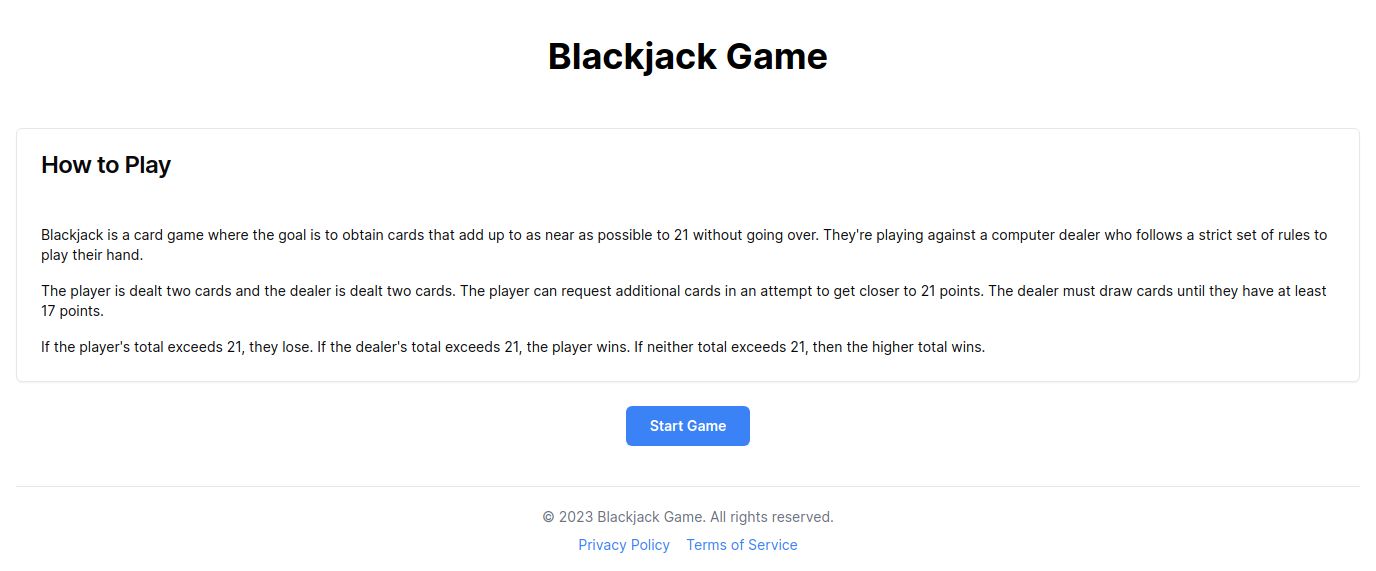 Blackjack Game
How to Play
Blackjack is a card game where the goal is to obtain cards that add up to as near as possible to 21 without going over. They're playing against a computer dealer who follows a strict set of rules to
play their hand.
The player is dealt two cards and the dealer is dealt two cards. The player can request additional cards in an attempt to get closer to 21 points. The dealer must draw cards until they have at least
17 points.
If the player's total exceeds 21, they lose. If the dealer's total exceeds 21, the player wins. If neither total exceeds 21, then the higher total wins.
Start Game
© 2023 Blackjack Game. All rights reserved.
Privacy Policy Terms of Service